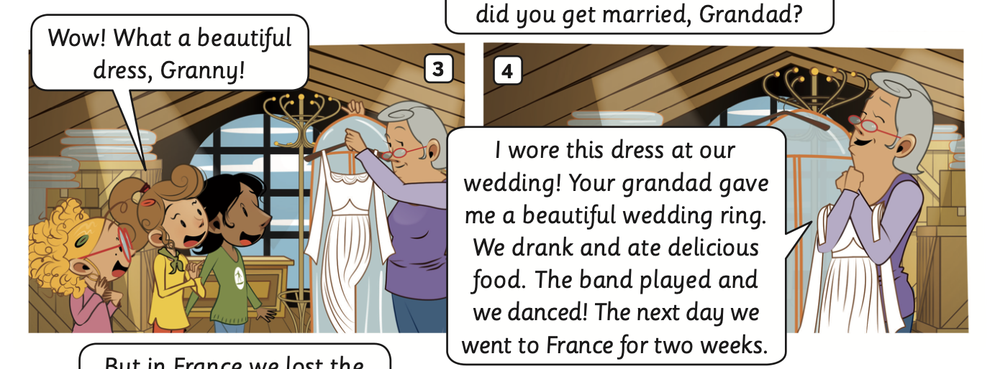 did you get married, Grandad?
Wow! What a beautiful
dress, Granny!
3
4
I wore this dress at our
wedding! Your grandad gave
me a beautiful wedding ring.
We drank and ate delicious
food. The band played and
we danced! The next day we
went to France for two weeks.
But in France we lost the